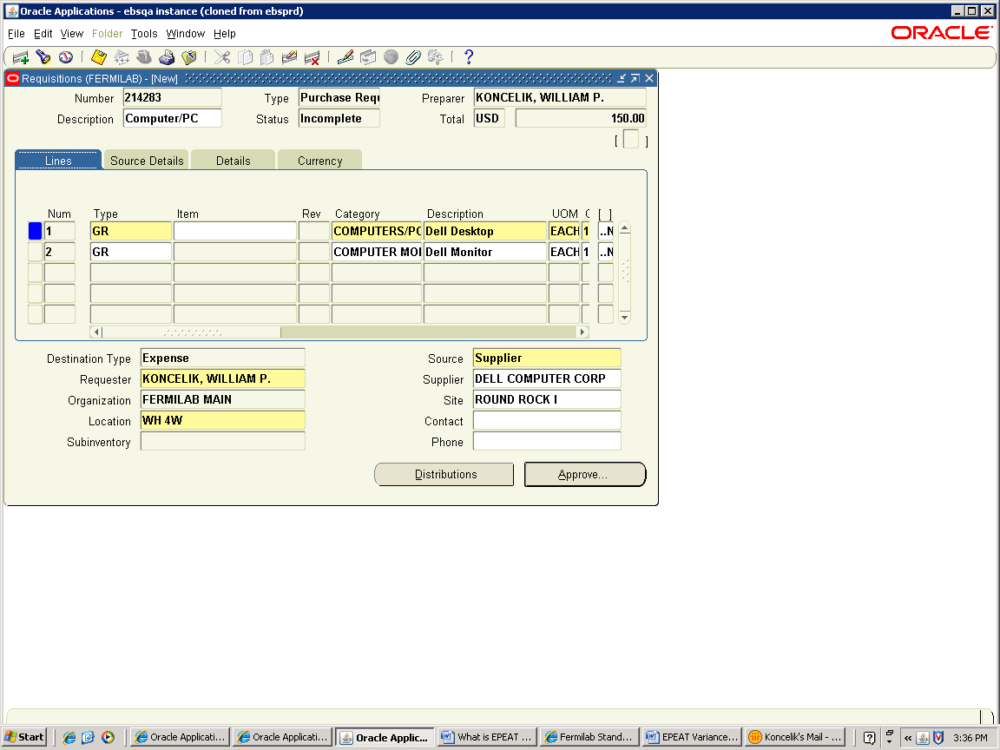 Oracle Applications - ebsqa instance (cloned from ebsprd)
File Edit View Folder Tools Window Help
ORACLE
Requisitions (FERMILAB) - [New]
Number 214283 Type Purchase Requ Preparer KONCELIK, WILLIAM P.
Description Computer/PC Status Incomplete Total USD 150.00
[ ]
Lines Source Details Details Currency
Num Type Item Rev Category Description UOM [ ]
1 GR COMPUTERS/PC Dell Desktop EACH 1 ..N
2 GR COMPUTER MOI Dell Monitor EACH 1 ..N
Destination Type Expense Source Supplier
Requester KONCELIK, WILLIAM P. Supplier DELL COMPUTER CORP
Organization FERMILAB MAIN Site ROUND ROCK I
Location WH 4W Contact
Subinventory Phone
Distributions Approve...
Start Oracle Applicati... Oracle Applicati... Oracle Applic... What is EPEAT ... Fermilab Stand... EPEAT Variance... Koncelik's Mail - ... « 3:36 PM